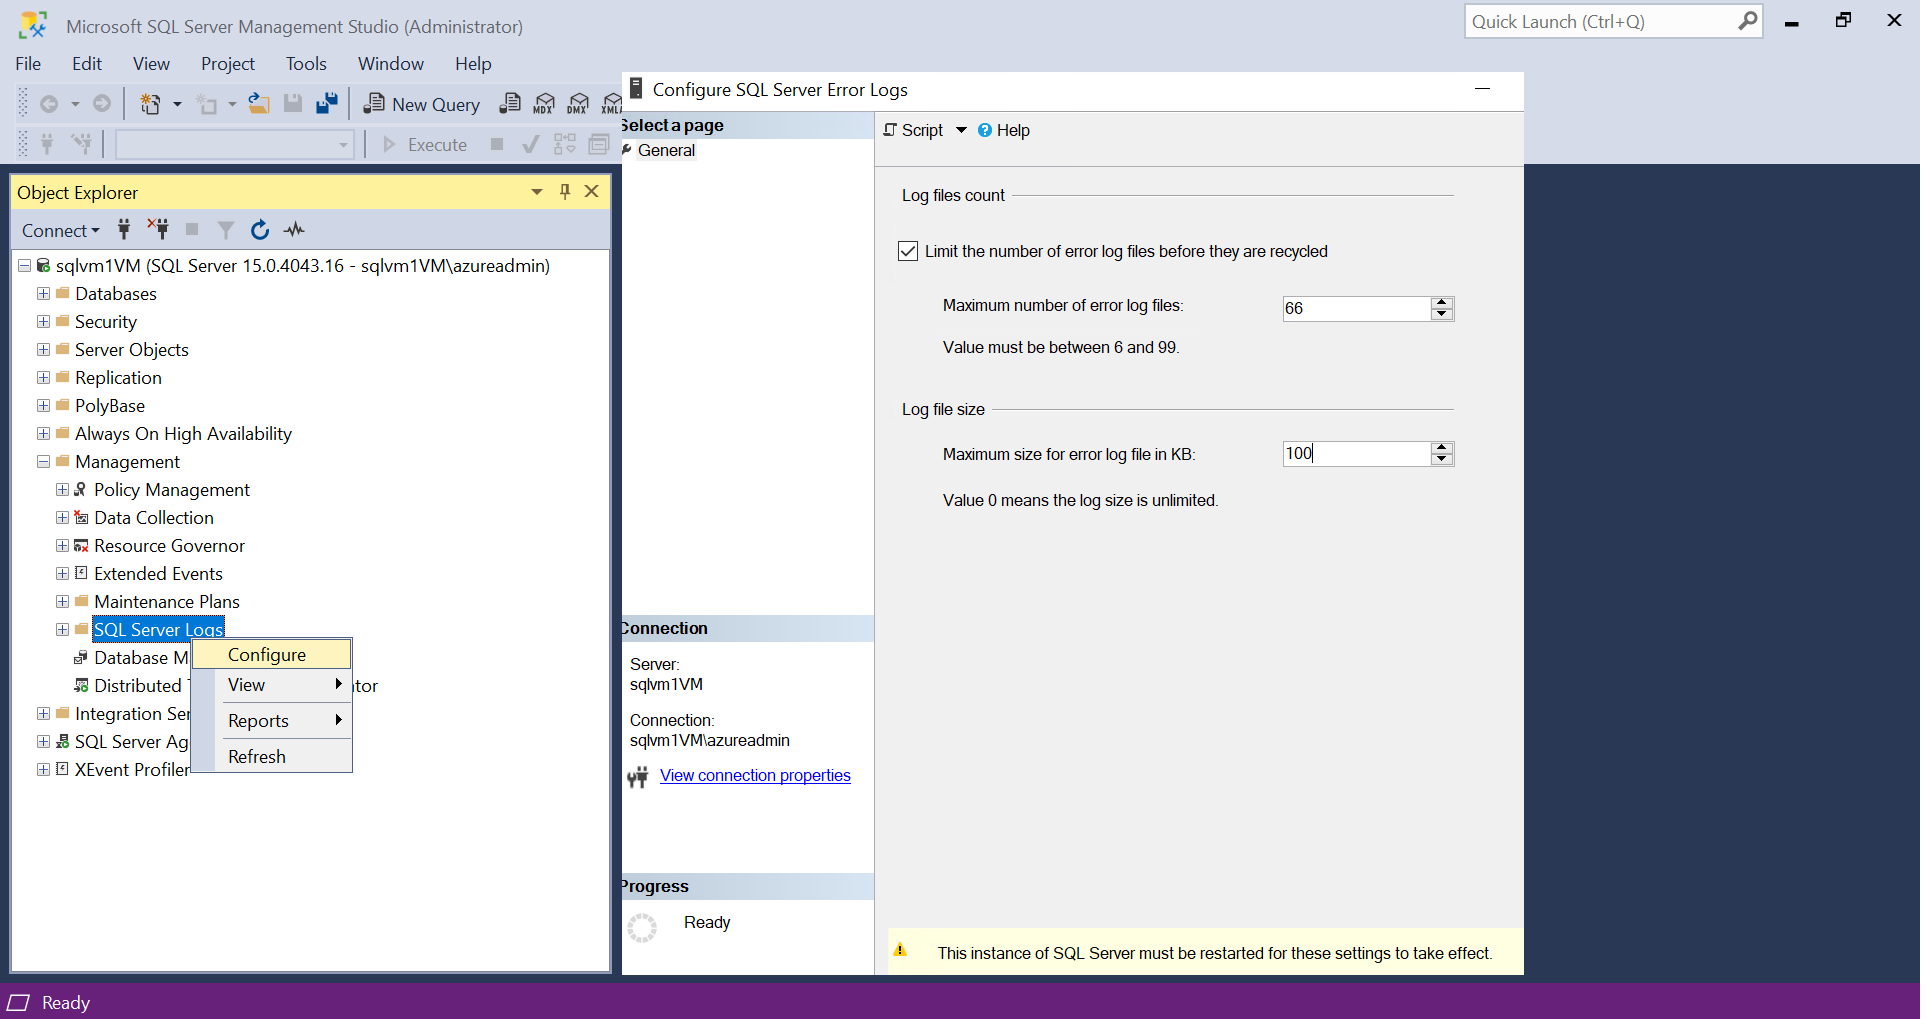 Microsoft SQL Server Management Studio (Administrator)
Quick Launch (Ctrl+Q)
File Edit View Project Tools Window Help
New Query MDX DMX XML
Execute
Object Explorer
Connect
sqlvm1VM (SQL Server 15.0.4043.16 - sqlvm1VM\azureadmin)
Databases
Security
Server Objects
Replication
PolyBase
Always On High Availability
Management
Policy Management
Data Collection
Resource Governor
Extended Events
Maintenance Plans
SQL Server Logs
Database M
Distributed
tor
Integration Ser
SQL Server Ag
XEvent Profiler
Configure
View
Reports
Refresh
Configure SQL Server Error Logs
Select a page
General
Script Help
Log files count
Limit the number of error log files before they are recycled
Maximum number of error log files: 66
Value must be between 6 and 99.
Log file size
Maximum size for error log file in KB: 100
Value 0 means the log size is unlimited.
Connection
Server:
sqlvm1VM
Connection:
sqlvm1VM\azureadmin
View connection properties
Progress
Ready
This instance of SQL Server must be restarted for these settings to take effect.
Ready